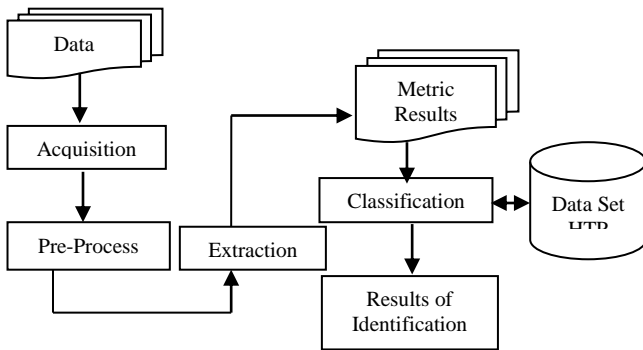 Data
Acquisition
Pre-Process
Extraction
Metric
Results
Classification
Data Set
Results of
Identification